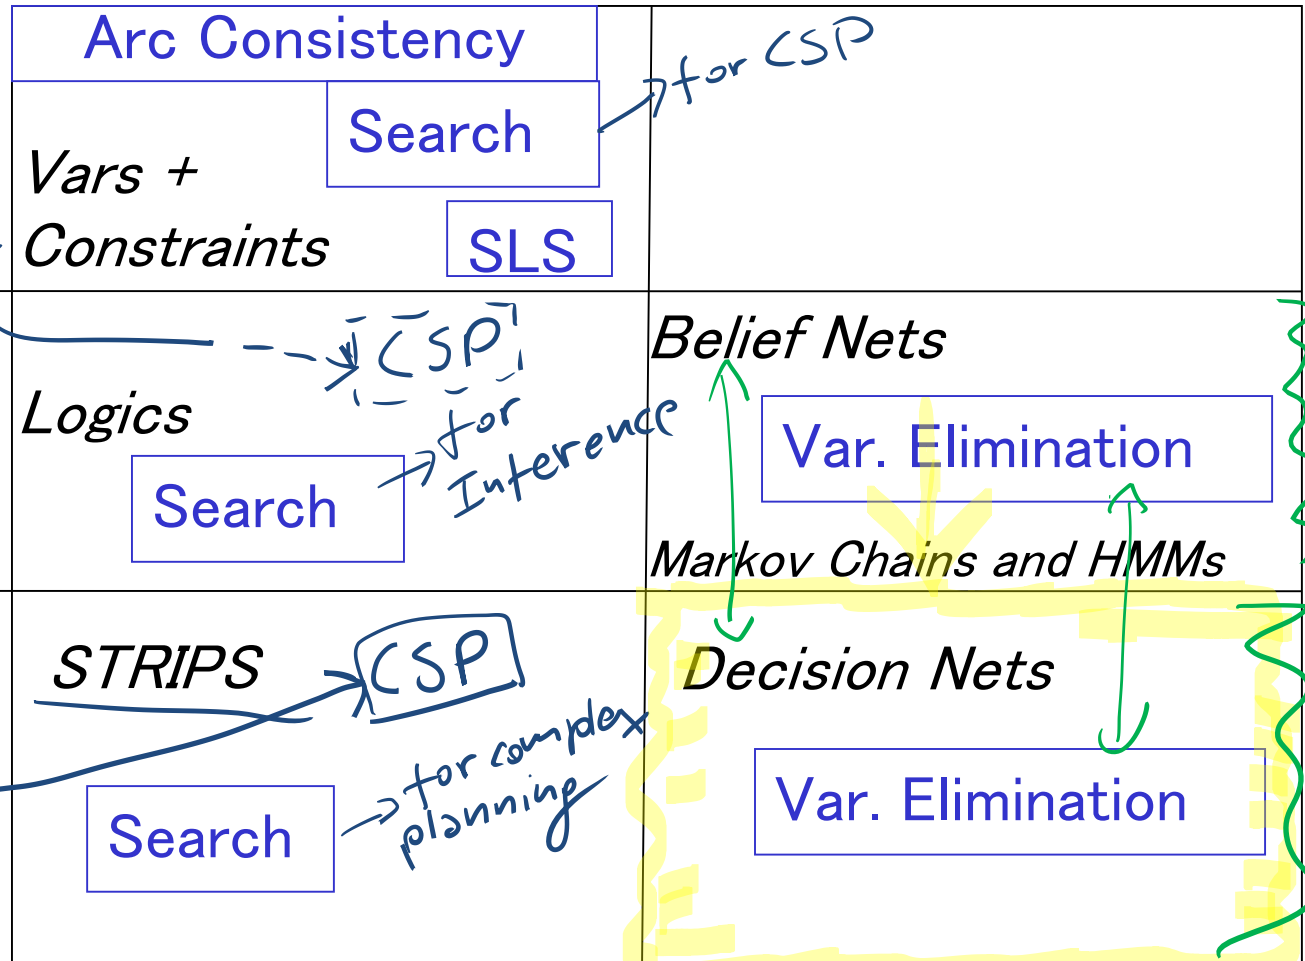 Arc Consistency
for CSP
Search
Vars +
Constraints
SLS
CSP
Logics
for
Inference
Search
Belief Nets
Var. Elimination
Markov Chains and HMMs
STRIPS
CSP
for complex
planning
Search
Decision Nets
Var. Elimination